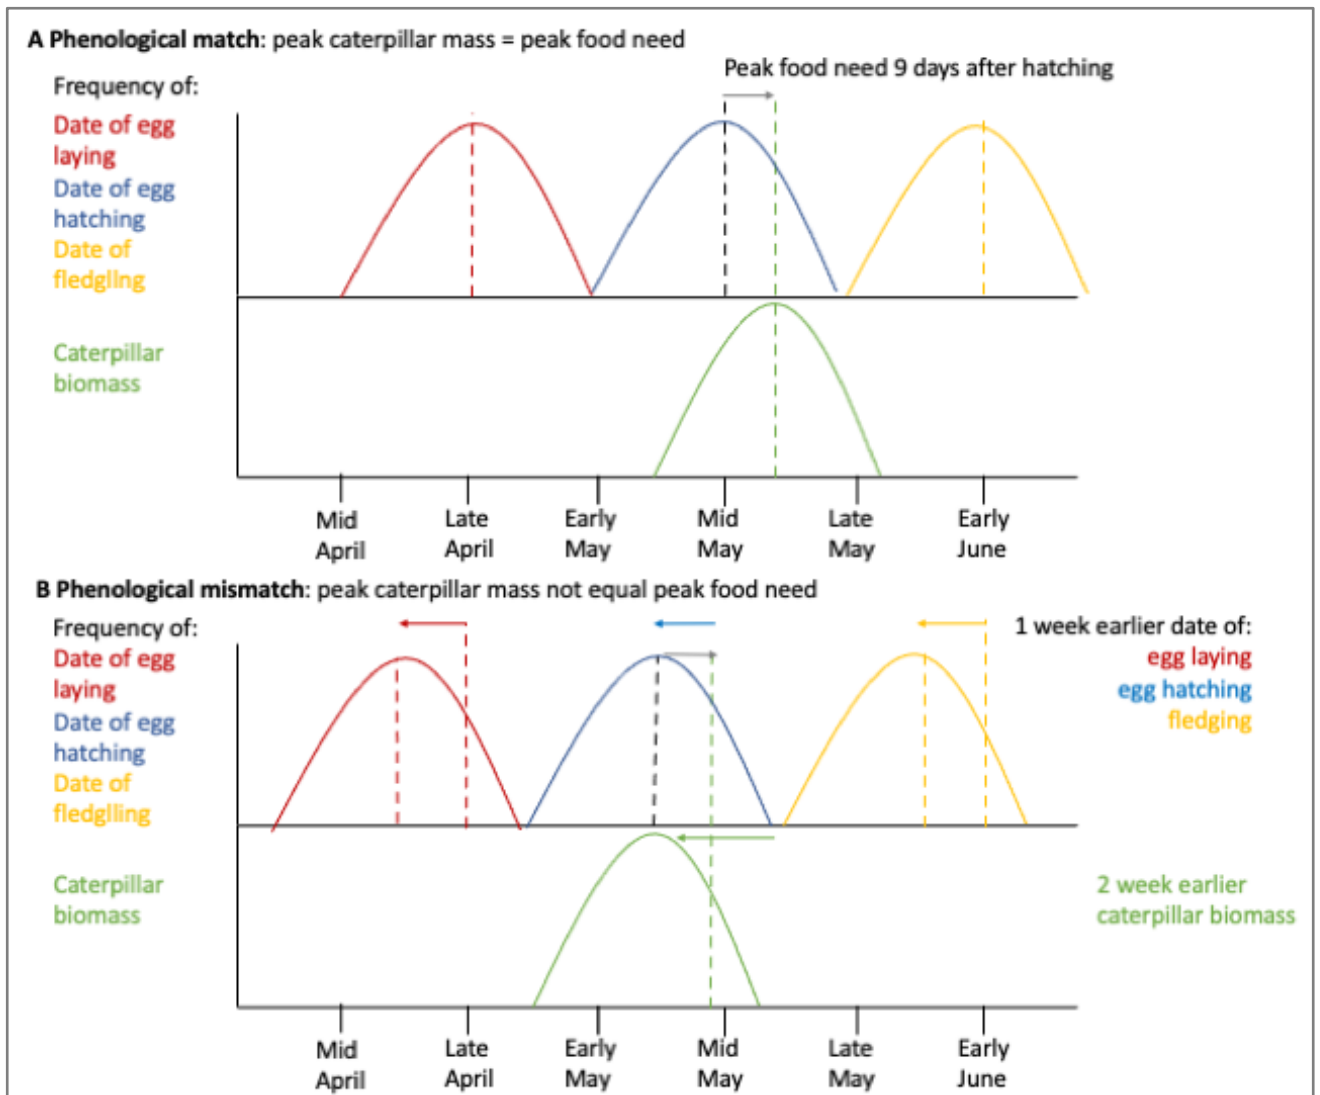 A Phenological match: peak caterpillar mass = peak food need
Peak food need 9 days after hatching
Frequency of:
Date of egg
laying
Date of egg
hatching
Date of
fledglIng
Caterpillar
biomass
Mid
April
Late
April
Early
May
Mid
May
Late
May
Early
June
B Phenological mismatch: peak caterpillar mass not equal peak food need
Frequency of:
Date of egg
laying
Date of egg
hatching
Date of
fledglling
1 week earlier date of:
egg laying
egg hatching
fledging
Caterpillar
biomass
2 week earlier
caterpillar biomass
Mid
April
Late
April
Early
May
Mid
May
Late
May
Early
June